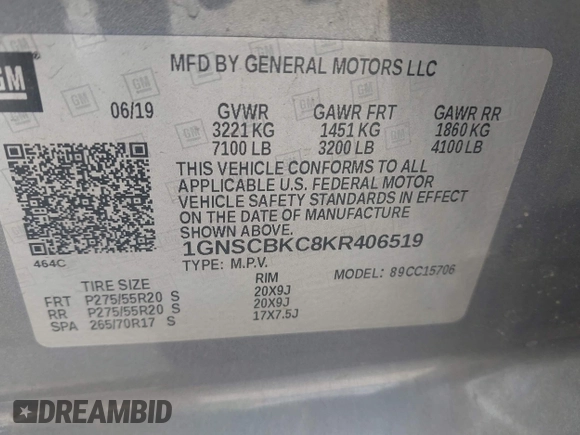 GM
MFD BY GENERAL MOTORS LLC
06/19 GVWR GAWR FRT GAWR RR
3221 KG 1451 KG 1860 KG
7100 LB 3200 LB 4100 LB
THIS VEHICLE CONFORMS TO ALL
APPLICABLE U.S. FEDERAL MOTOR
VEHICLE SAFETY STANDARDS IN EFFECT
ON THE DATE OF MANUFACTURE
SHOWN ABOVE.
1GNSCBKC8KR406519
464C
TYPE: M.P.V.
MODEL: 89CC15706
TIRE SIZE RIM
FRT P275/55R20 S 20X9J
RR P275/55R20 S 20X9J
SPA 265/70R17 S 17X7.5J
DREAMBID